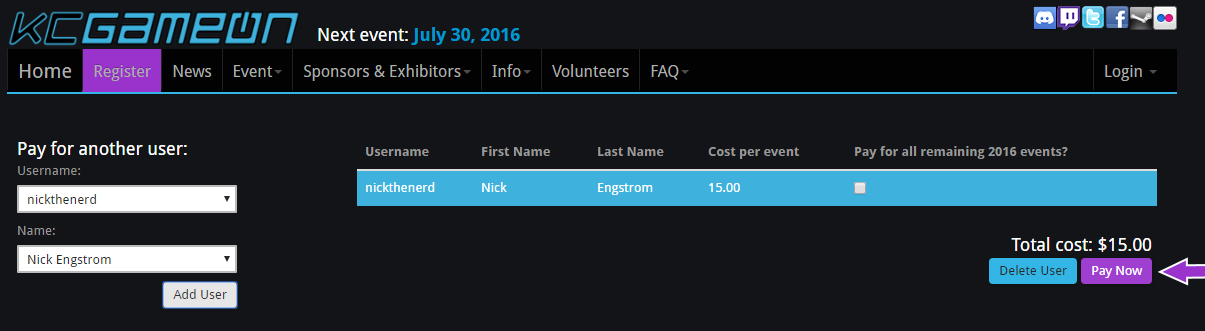 KCGAMEON
Next event: July 30, 2016
Home Register News Event Sponsors & Exhibitors Info Volunteers FAQ Login
Pay for another user:
Username:
nickthenerd
Name:
Nick Engstrom
Add User
Username First Name Last Name Cost per event Pay for all remaining 2016 events?
nickthenerd Nick Engstrom 15.00
Total cost: $15.00
Delete User Pay Now